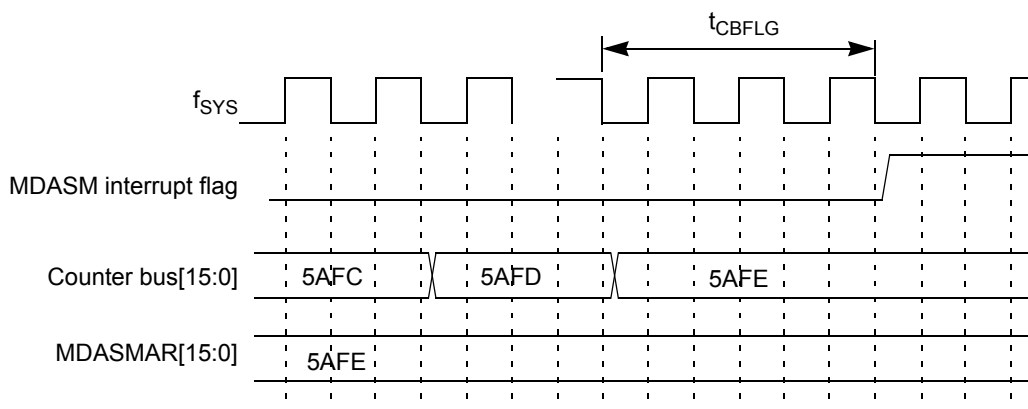 tCBFLG
fSYS
MDASM interrupt flag
Counter bus[15:0] 5AFC 5AFD 5AFE
MDASMAR[15:0] 5AFE